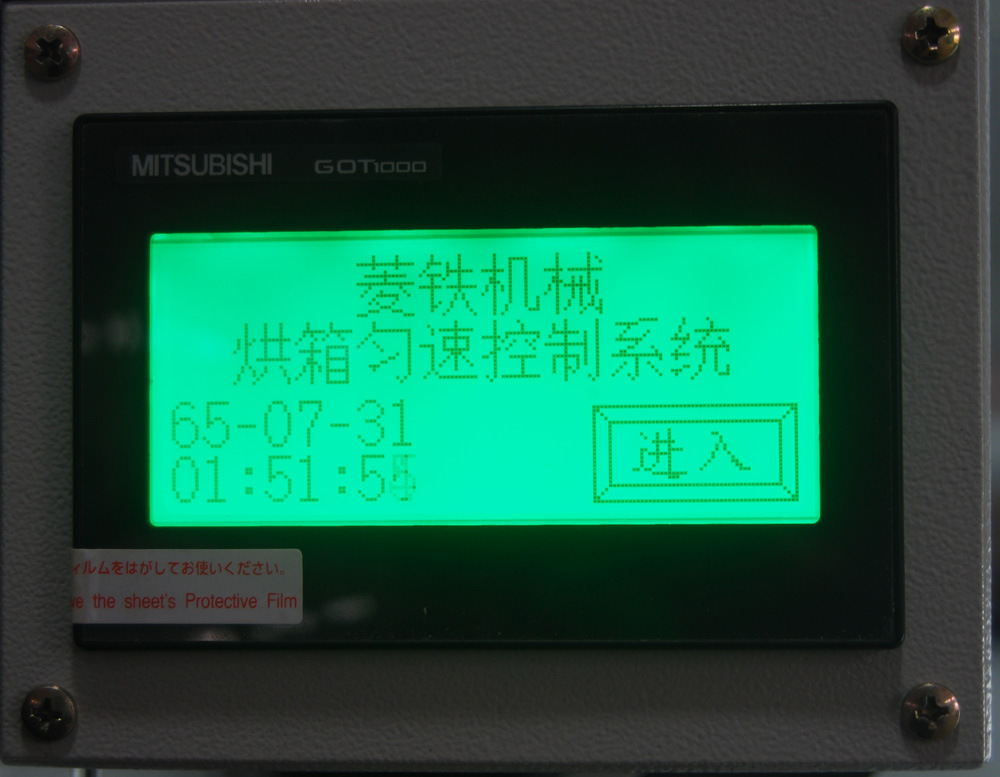 MITSUBISHI GOT1000
菱铁机械
烘箱匀速控制系统
65-07-31
01:51:5
进入
ィルムをはがしてお使いください。
the sheet's Protective Film